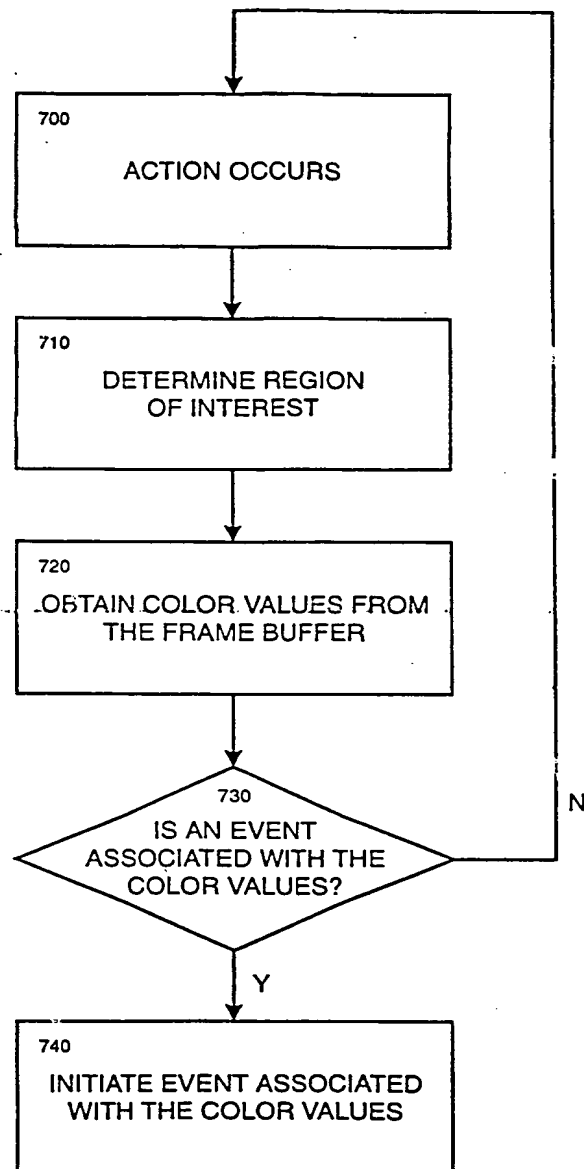 700
ACTION OCCURS
710
DETERMINE REGION
OF INTEREST
720
OBTAIN COLOR VALUES FROM
THE FRAME BUFFER
730
IS AN EVENT
ASSOCIATED WITH THE
COLOR VALUES?
N
Y
740
INITIATE EVENT ASSOCIATED
WITH THE COLOR VALUES